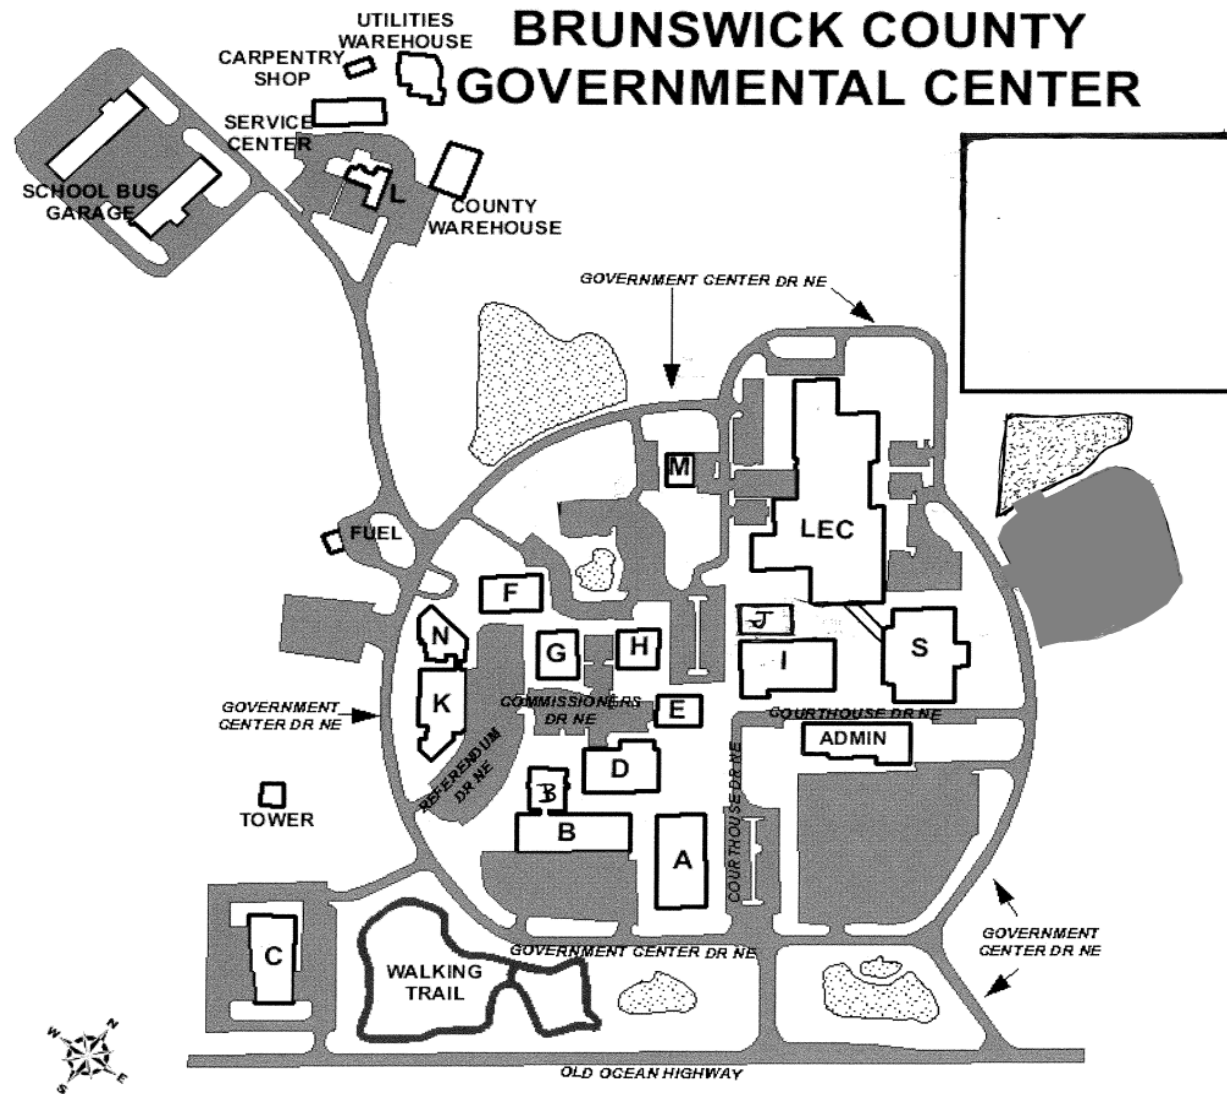 BRUNSWICK COUNTY
GOVERNMENTAL CENTER
UTILITIES
WAREHOUSE
CARPENTRY
SHOP
SERVICE
CENTER
SCHOOL BUS
GARAGE
L
COUNTY
WAREHOUSE
GOVERNMENT CENTER DR NE
M
LEC
FUEL
F
N
G
H
J
I
S
K
COMMISSIONERS
DR NE
E
GOVERNMENT
CENTER DR NE
COURTHOUSE DR NE
ADMIN
REFERENDUM
DR NE
D
COURTHOUSE DR NE
TOWER
B
B
A
C
WALKING
TRAIL
GOVERNMENT CENTER DR NE
GOVERNMENT
CENTER DR NE
W
N
S
E
OLD OCEAN HIGHWAY